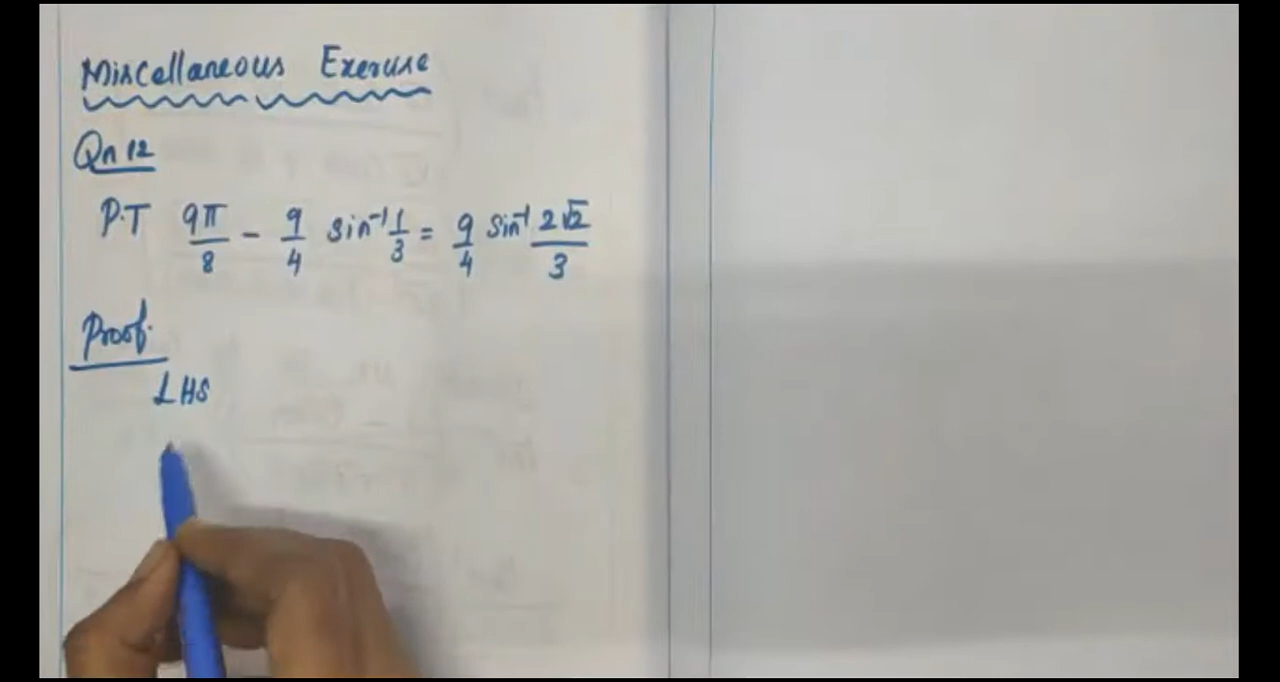 Miscellaneous Exercise
Qn 12
P.T 9π/8 - 9/4 sin⁻¹ 1/3 = 9/4 sin⁻¹ 2√2/3
Proof.
LHS